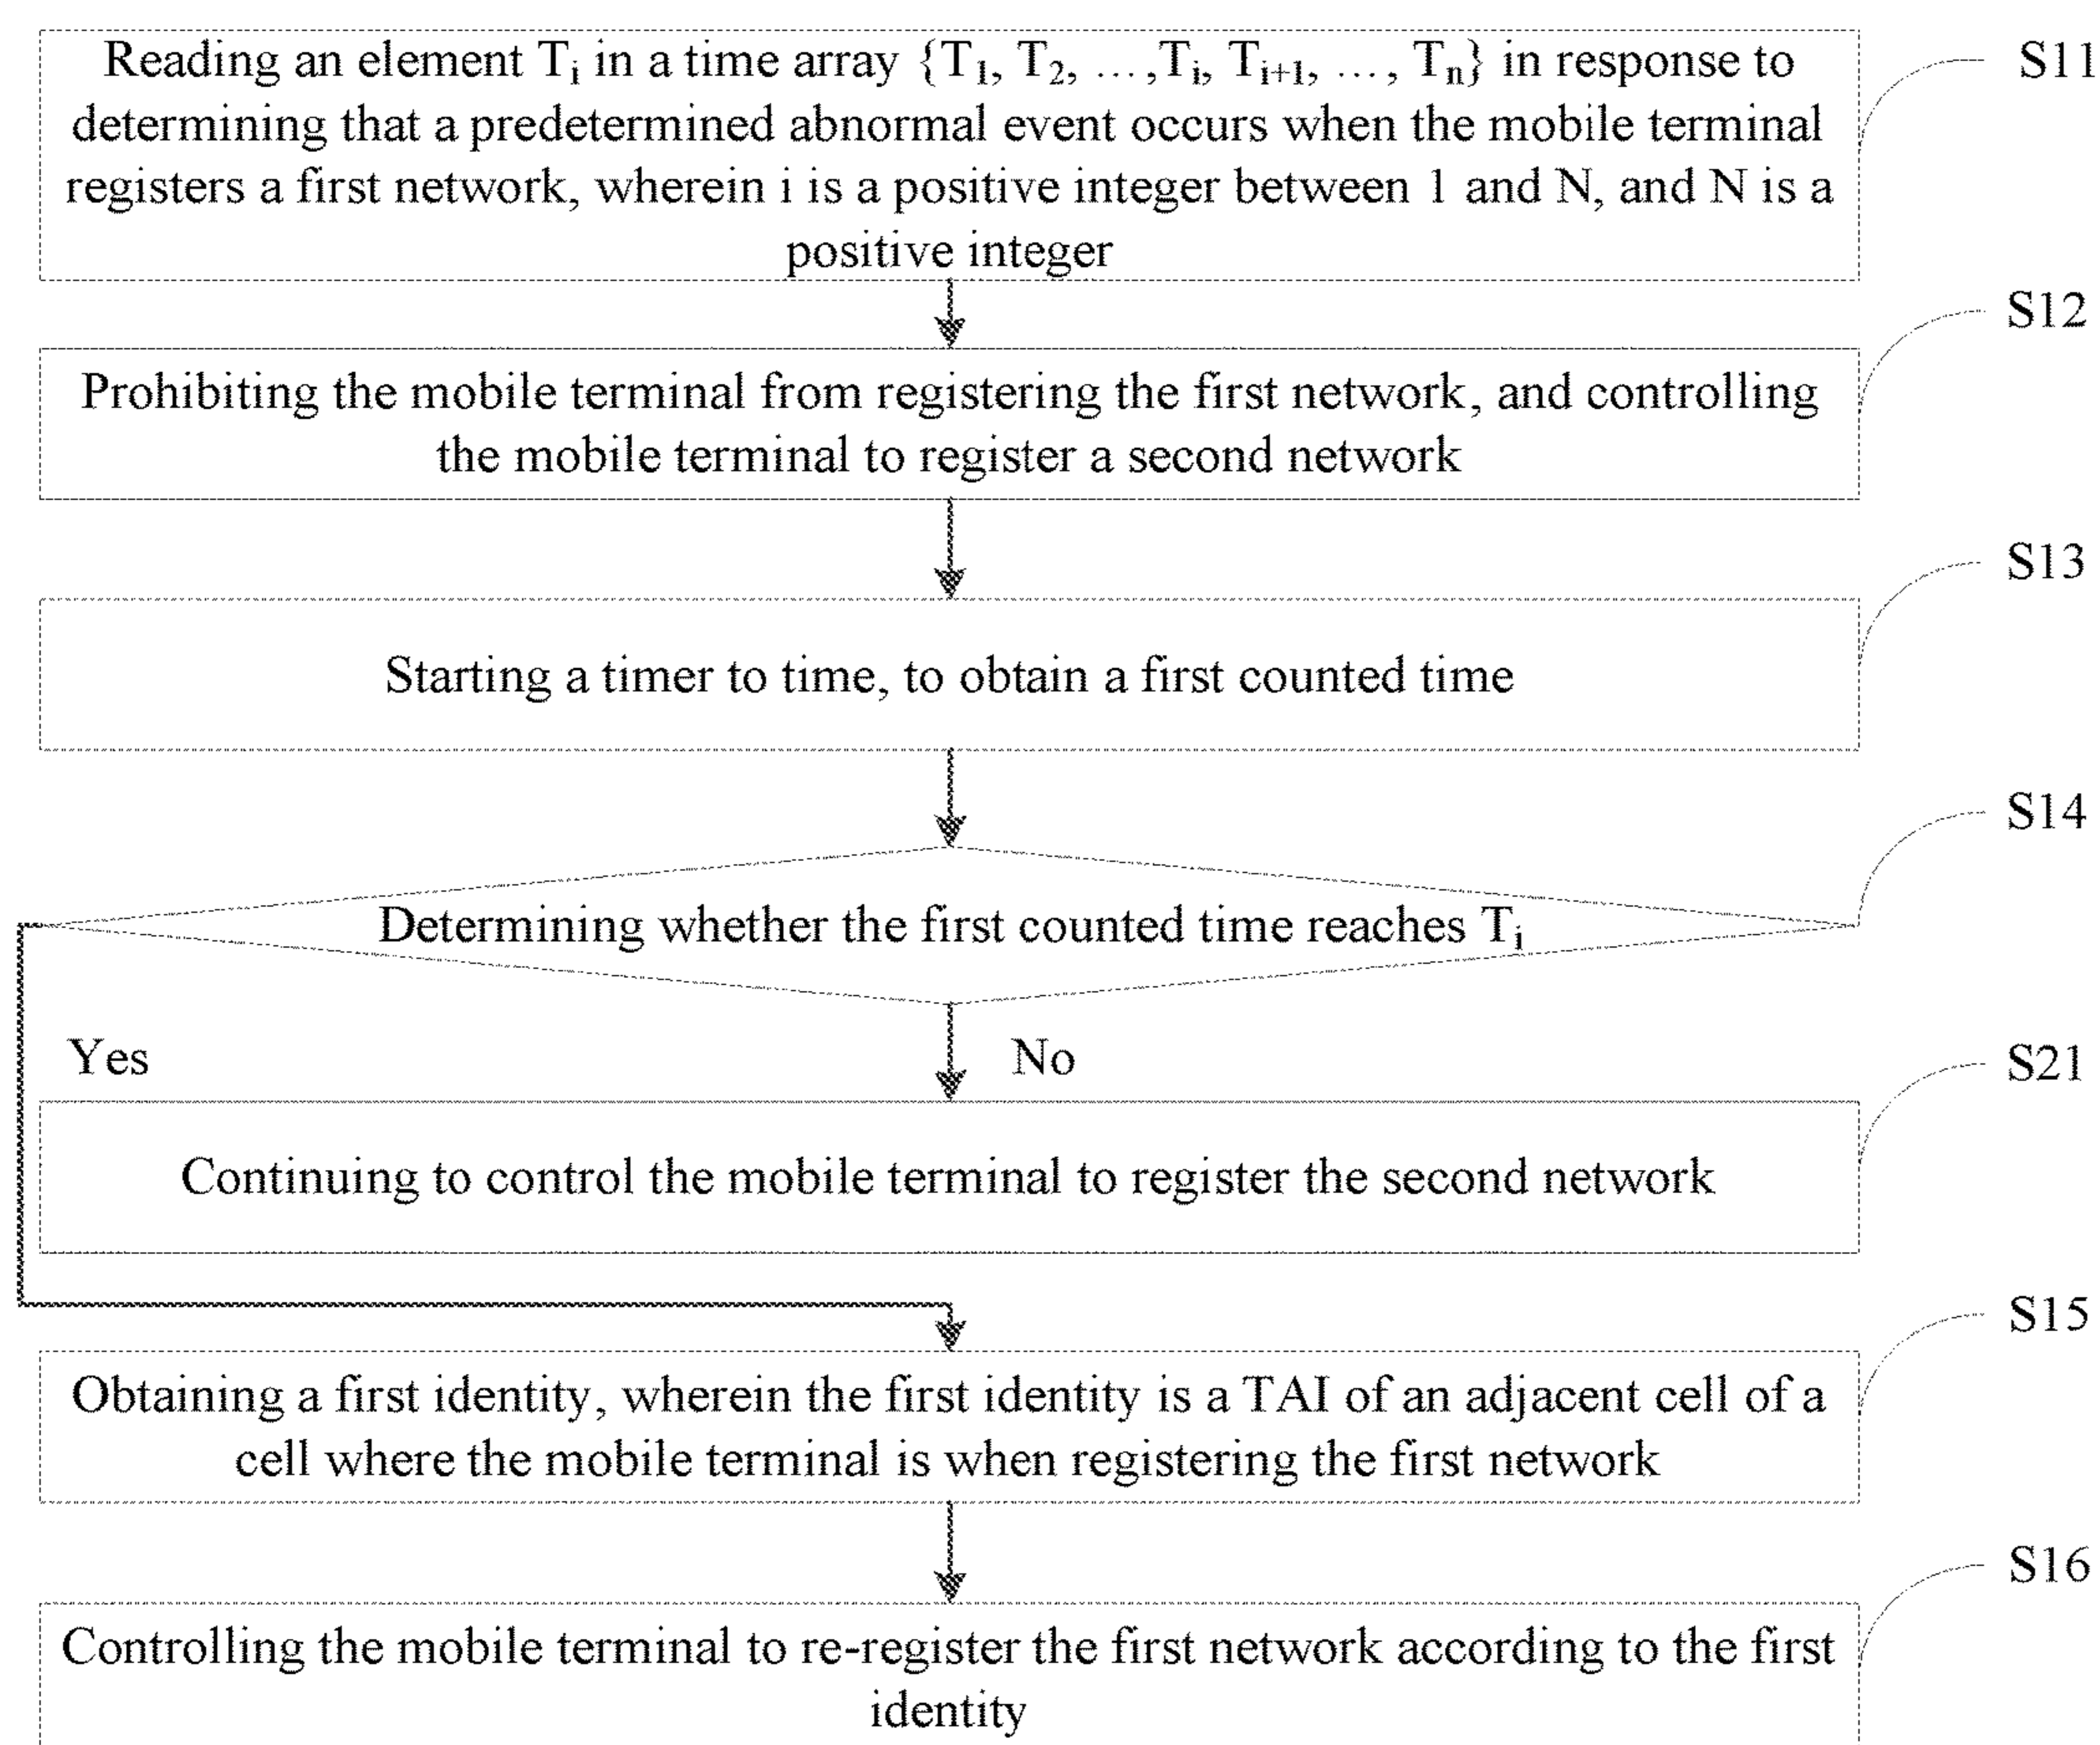 Reading an element Ti in a time array {T1, T2, ...,Ti, Ti+1, ..., Tn} in response to
determining that a predetermined abnormal event occurs when the mobile terminal
registers a first network, wherein i is a positive integer between 1 and N, and N is a
positive integer
S11
Prohibiting the mobile terminal from registering the first network, and controlling
the mobile terminal to register a second network
S12
Starting a timer to time, to obtain a first counted time
S13
Determining whether the first counted time reaches Ti
S14
Yes
No
Continuing to control the mobile terminal to register the second network
S21
Obtaining a first identity, wherein the first identity is a TAI of an adjacent cell of a
cell where the mobile terminal is when registering the first network
S15
Controlling the mobile terminal to re-register the first network according to the first
identity
S16